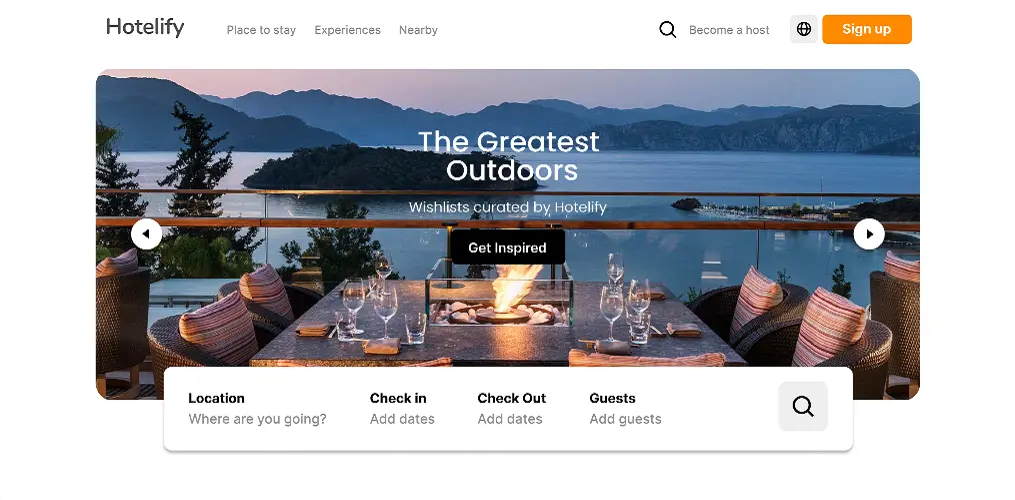 Hotelify
Place to stay Experiences Nearby
Become a host
Sign up
The Greatest
Outdoors
Wishlists curated by Hotelify
Get Inspired
Location Check in Check Out Guests
Where are you going? Add dates Add dates Add guests